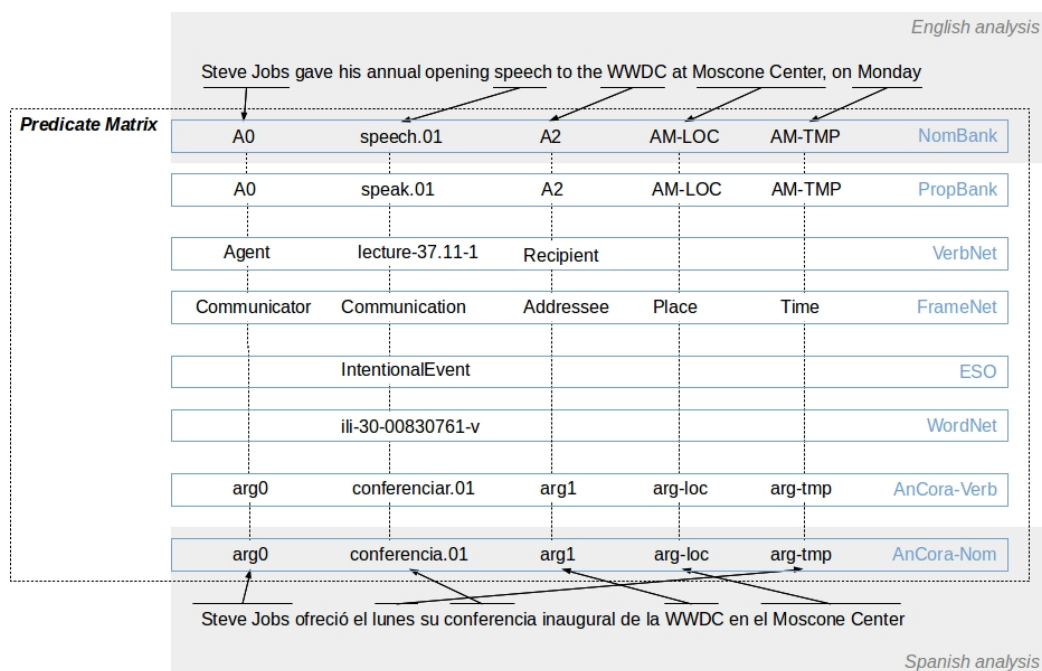 English analysis
Steve Jobs gave his annual opening speech to the WWDC at Moscone Center, on Monday
Predicate Matrix
A0 speech.01 A2 AM-LOC AM-TMP NomBank
A0 speak.01 A2 AM-LOC AM-TMP PropBank
Agent lecture-37.11-1 Recipient VerbNet
Communicator Communication Addressee Place Time FrameNet
IntentionalEvent ESO
ili-30-00830761-v WordNet
arg0 conferenciar.01 arg1 arg-loc arg-tmp AnCora-Verb
arg0 conferencia.01 arg1 arg-loc arg-tmp AnCora-Nom
Steve Jobs ofreció el lunes su conferencia inaugural de la WWDC en el Moscone Center
Spanish analysis